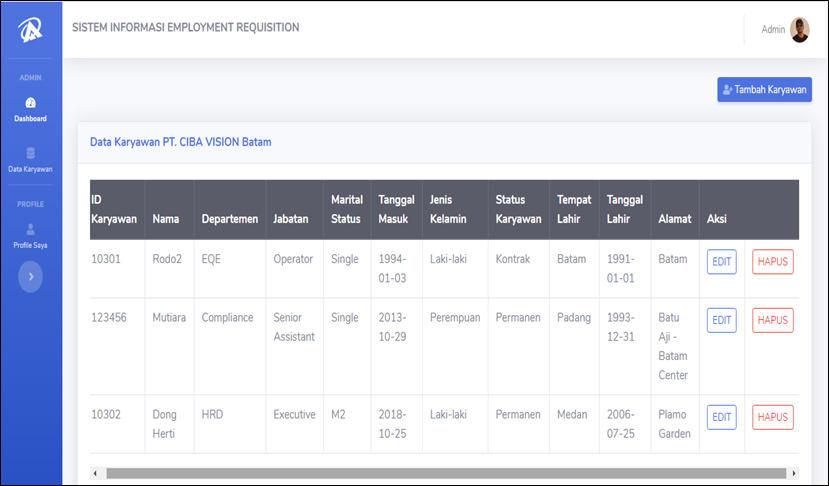 SISTEM INFORMASI EMPLOYMENT REQUISITION
Admin
ADMIN
Dashboard
Data Karyawan
PROFILE
Profile Saya
Tambah Karyawan
Data Karyawan PT. CIBA VISION Batam
ID Karyawan Nama Departemen Jabatan Marital Status Tanggal Masuk Jenis Kelamin Status Karyawan Tempat Lahir Tanggal Lahir Alamat Aksi
10301 Rodo2 EQE Operator Single 1994-01-03 Laki-laki Kontrak Batam 1991-01-01 Batam EDIT HAPUS
123456 Mutiara Compliance Senior Assistant Single 2013-10-29 Perempuan Permanen Padang 1993-12-31 Batu Aji - Batam Center EDIT HAPUS
10302 Dong Herti HRD Executive M2 2018-10-25 Laki-laki Permanen Medan 2006-07-25 Plamo Garden EDIT HAPUS